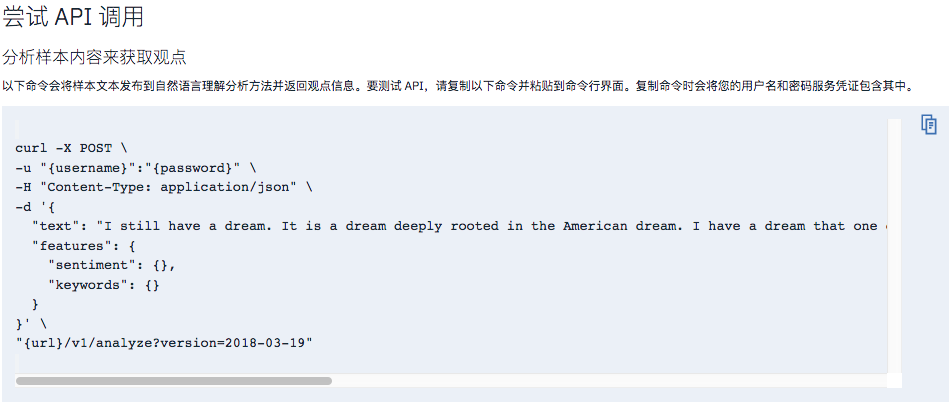 尝试 API 调用
分析样本内容来获取观点
以下命令会将样本文本发布到自然语言理解分析方法并返回观点信息。要测试 API，请复制以下命令并粘贴到命令行界面。复制命令时会将您的用户名和密码服务凭证包含其中。
curl -X POST \
-u "{username}":"{password}" \
-H "Content-Type: application/json" \
-d '{
  "text": "I still have a dream. It is a dream deeply rooted in the American dream. I have a dream that one
  "features": {
    "sentiment": {},
    "keywords": {}
  }
}' \
"{url}/v1/analyze?version=2018-03-19"